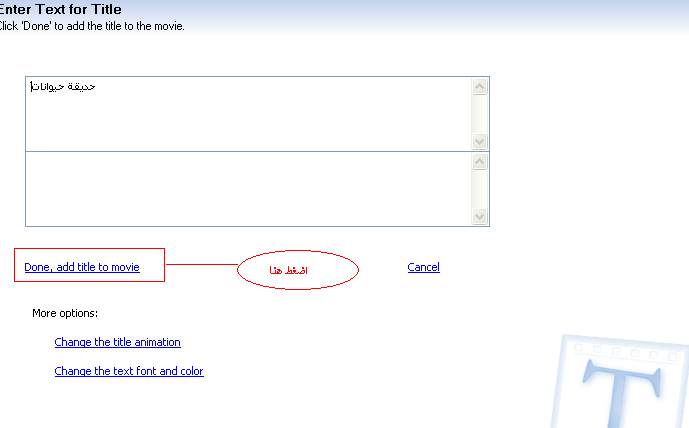 Enter Text for Title
Click 'Done' to add the title to the movie.
حديقة حيوانات
Done, add title to movie
اضغط هنا
Cancel
More options:
Change the title animation
Change the text font and color
T